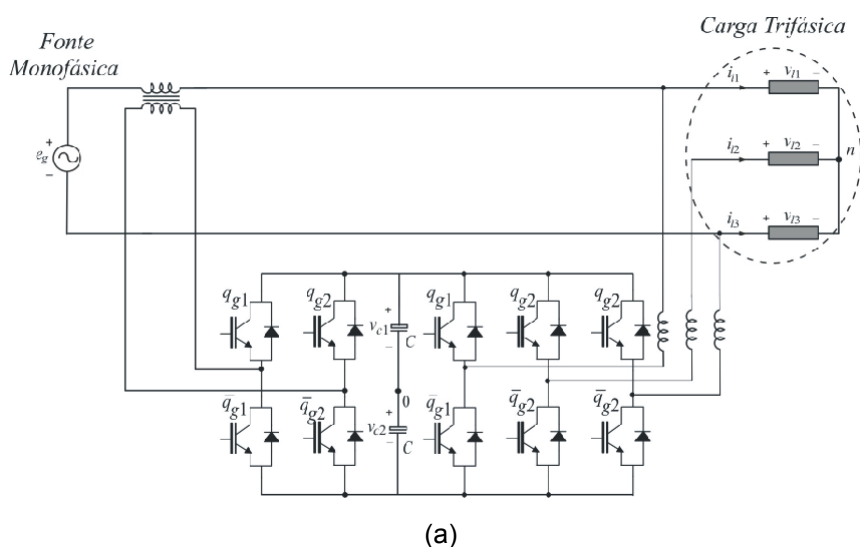 Fonte
Monofásica
Carga Trifásica
e_g
+
−
i_l1
+ v_l1 −
i_l2
+ v_l2 −
n
i_l3
+ v_l3 −
q_g1
q_g2
+
v_c1
−
C
q_g1
q_g2
q_g2
0
q̅_g1
q̅_g2
+
v_c2
−
C
q̅_g1
q̅_g2
q̅_g2
(a)